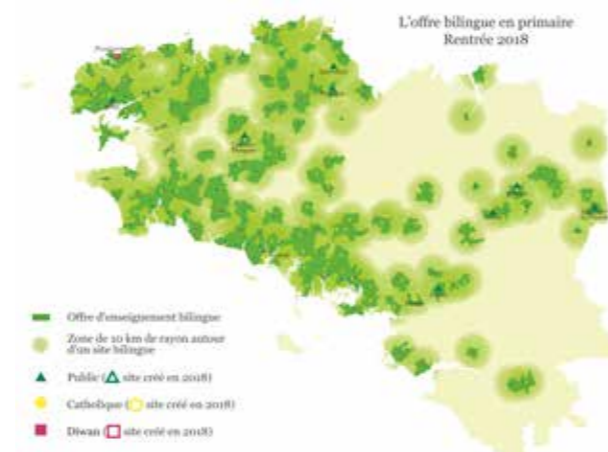 L'offre bilingue en primaire
Rentrée 2018
Offre d'enseignement bilingue
Zone de 10 km de rayon autour
d'un site bilingue
Public ( site créé en 2018)
Catholique ( site créé en 2018)
Diwan ( site créé en 2018)